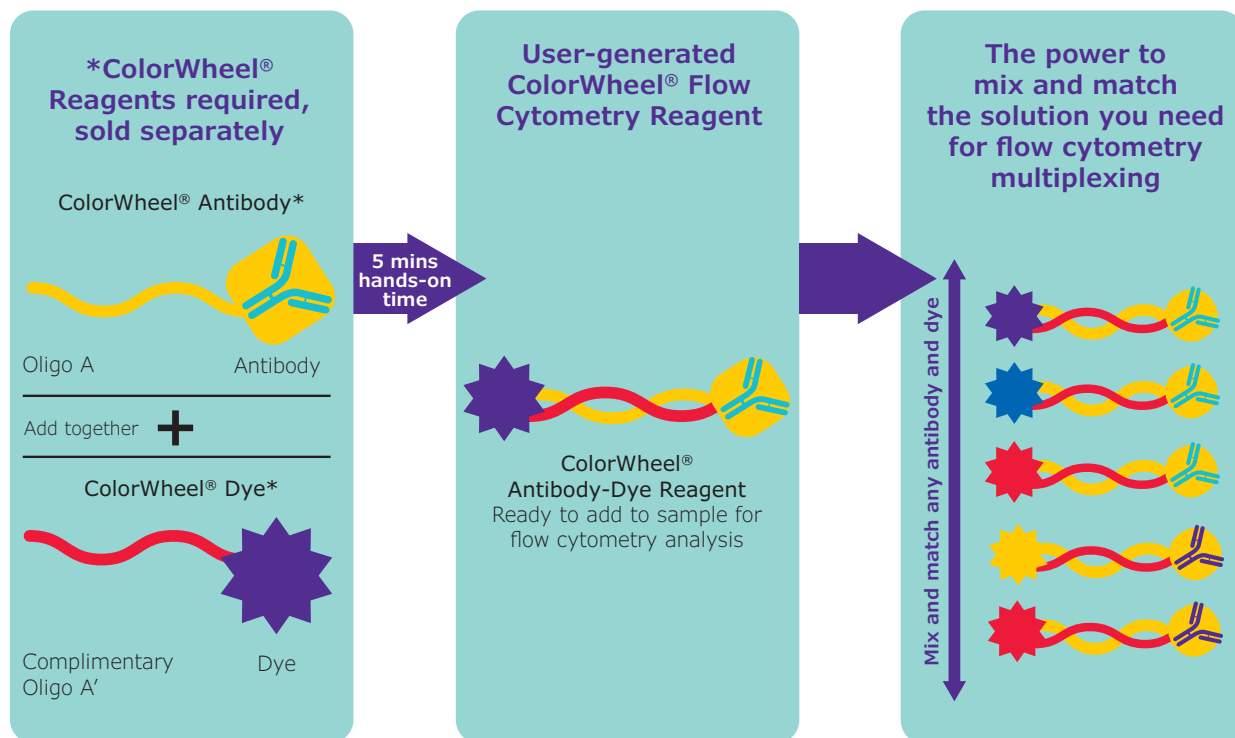 *ColorWheel®
Reagents required,
sold separately
ColorWheel® Antibody*
Oligo A
Antibody
Add together
ColorWheel® Dye*
Complimentary
Oligo A’
Dye
5 mins
hands-on
time
User-generated
ColorWheel® Flow
Cytometry Reagent
ColorWheel®
Antibody-Dye Reagent
Ready to add to sample for
flow cytometry analysis
The power to
mix and match
the solution you need
for flow cytometry
multiplexing
Mix and match any antibody and dye